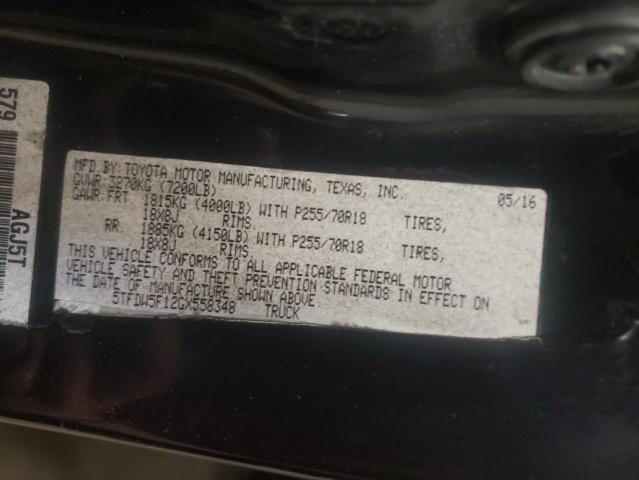 579
AGJ5T
MFD.BY:TOYOTA MOTOR MANUFACTURING, TEXAS, INC. 05/16
GVWR 3270KG (7200LB)
GAWR.FRT 1815KG (4000LB) WITH P255/70R18 TIRES,
18X8J RIMS.
RR. 1885KG (4150LB) WITH P255/70R18 TIRES,
18X8J RIMS.
THIS VEHICLE CONFORMS TO ALL APPLICABLE FEDERAL MOTOR
VEHICLE SAFETY AND THEFT PREVENTION STANDARDS IN EFFECT ON
THE DATE OF MANUFACTURE SHOWN ABOVE.
5TFDW5F12GX558348 TRUCK